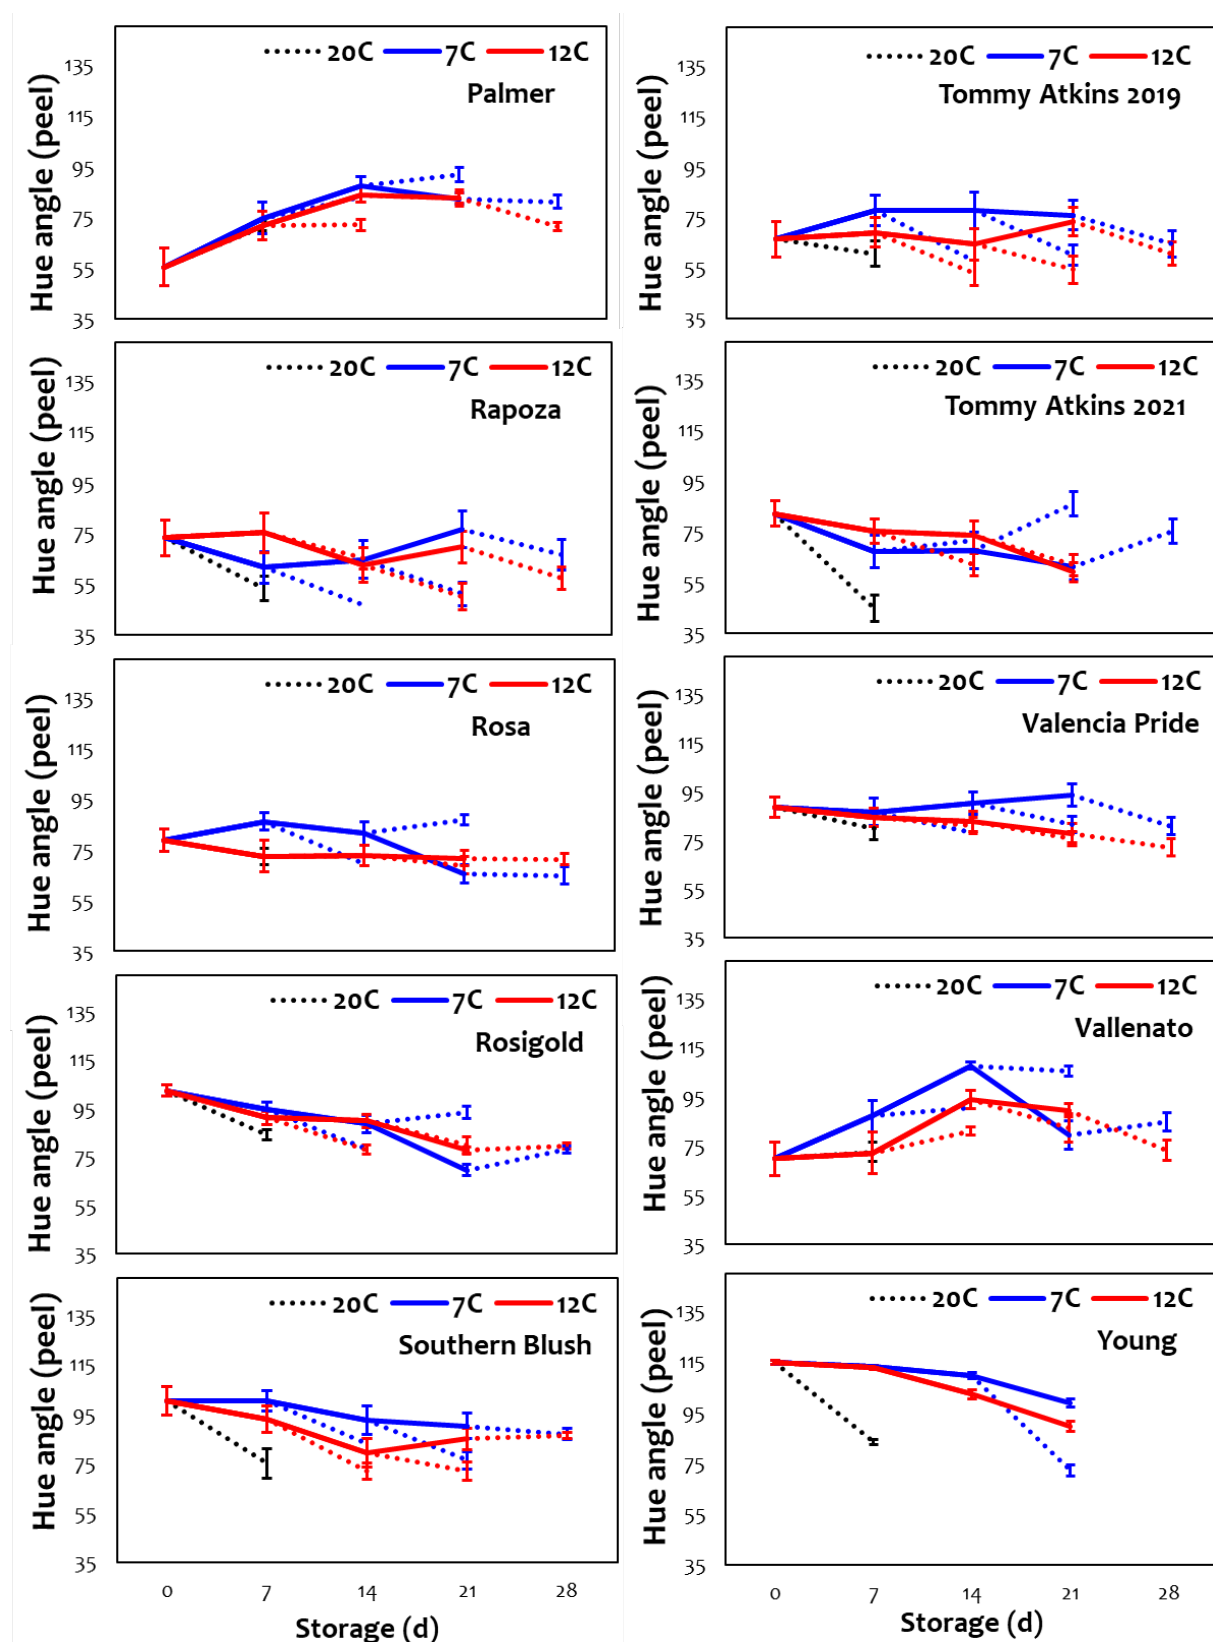 20C 7C 12C
Palmer
Hue angle (peel)
135
115
95
75
55
35
20C 7C 12C
Tommy Atkins 2019
Hue angle (peel)
135
115
95
75
55
35
20C 7C 12C
Rapoza
Hue angle (peel)
135
115
95
75
55
35
20C 7C 12C
Tommy Atkins 2021
Hue angle (peel)
135
115
95
75
55
35
20C 7C 12C
Rosa
Hue angle (peel)
135
115
95
75
55
35
20C 7C 12C
Valencia Pride
Hue angle (peel)
135
115
95
75
55
35
20C 7C 12C
Rosigold
Hue angle (peel)
135
115
95
75
55
35
20C 7C 12C
Vallenato
Hue angle (peel)
135
115
95
75
55
35
20C 7C 12C
Southern Blush
Hue angle (peel)
135
115
95
75
55
35
0 7 14 21 28
Storage (d)
20C 7C 12C
Young
Hue angle (peel)
135
115
95
75
55
35
0 7 14 21 28
Storage (d)